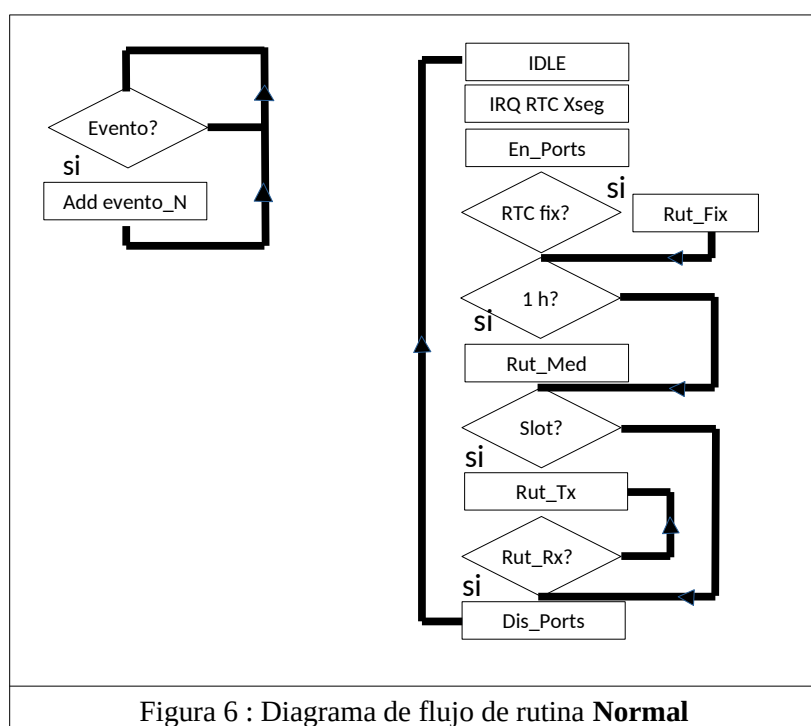 Evento?
si
Add evento_N
IDLE
IRQ RTC Xseg
En_Ports
RTC fix?
si
Rut_Fix
1 h?
si
Rut_Med
Slot?
si
Rut_Tx
Rut_Rx?
si
Dis_Ports
Figura 6 : Diagrama de flujo de rutina Normal